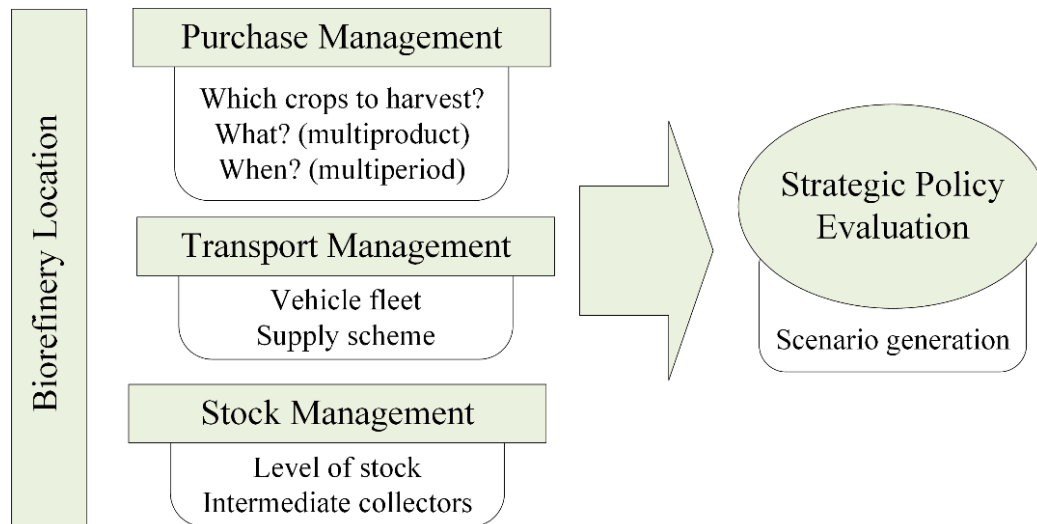 Biorefinery Location
Purchase Management
Which crops to harvest?
What? (multiproduct)
When? (multiperiod)
Transport Management
Vehicle fleet
Supply scheme
Stock Management
Level of stock
Intermediate collectors
Strategic Policy
Evaluation
Scenario generation